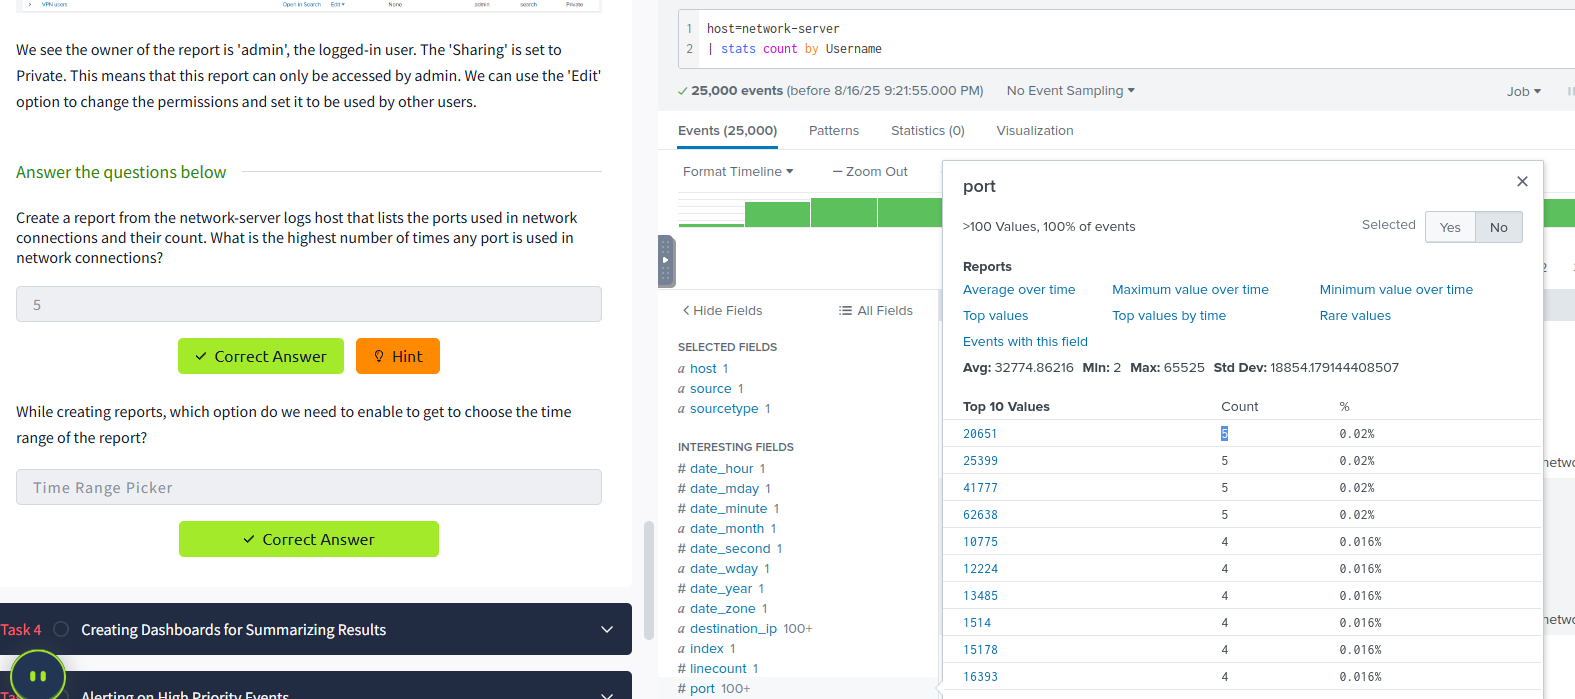 VPN users Open in Search Edit None admin search Private
We see the owner of the report is 'admin', the logged-in user. The 'Sharing' is set to
Private. This means that this report can only be accessed by admin. We can use the 'Edit'
option to change the permissions and set it to be used by other users.
Answer the questions below
Create a report from the network-server logs host that lists the ports used in network
connections and their count. What is the highest number of times any port is used in
network connections?
5
Correct Answer
Hint
While creating reports, which option do we need to enable to get to choose the time
range of the report?
Time Range Picker
Correct Answer
Task 4 Creating Dashboards for Summarizing Results
Alerting on High Priority Events
1 host=network-server
2 | stats count by Username
25,000 events (before 8/16/25 9:21:55.000 PM) No Event Sampling
Job
Events (25,000) Patterns Statistics (0) Visualization
Format Timeline — Zoom Out
Hide Fields All Fields
SELECTED FIELDS
a host 1
a source 1
a sourcetype 1
INTERESTING FIELDS
# date_hour 1
# date_mday 1
# date_minute 1
a date_month 1
# date_second 1
a date_wday 1
# date_year 1
a date_zone 1
a destination_ip 100+
a index 1
# linecount 1
# port 100+
port
>100 Values, 100% of events
Selected Yes No
Reports
Average over time Maximum value over time Minimum value over time
Top values Top values by time Rare values
Events with this field
Avg: 32774.86216 Min: 2 Max: 65525 Std Dev: 18854.179144408507
Top 10 Values Count %
20651 5 0.02%
25399 5 0.02%
41777 5 0.02%
62638 5 0.02%
10775 4 0.016%
12224 4 0.016%
13485 4 0.016%
1514 4 0.016%
15178 4 0.016%
16393 4 0.016%